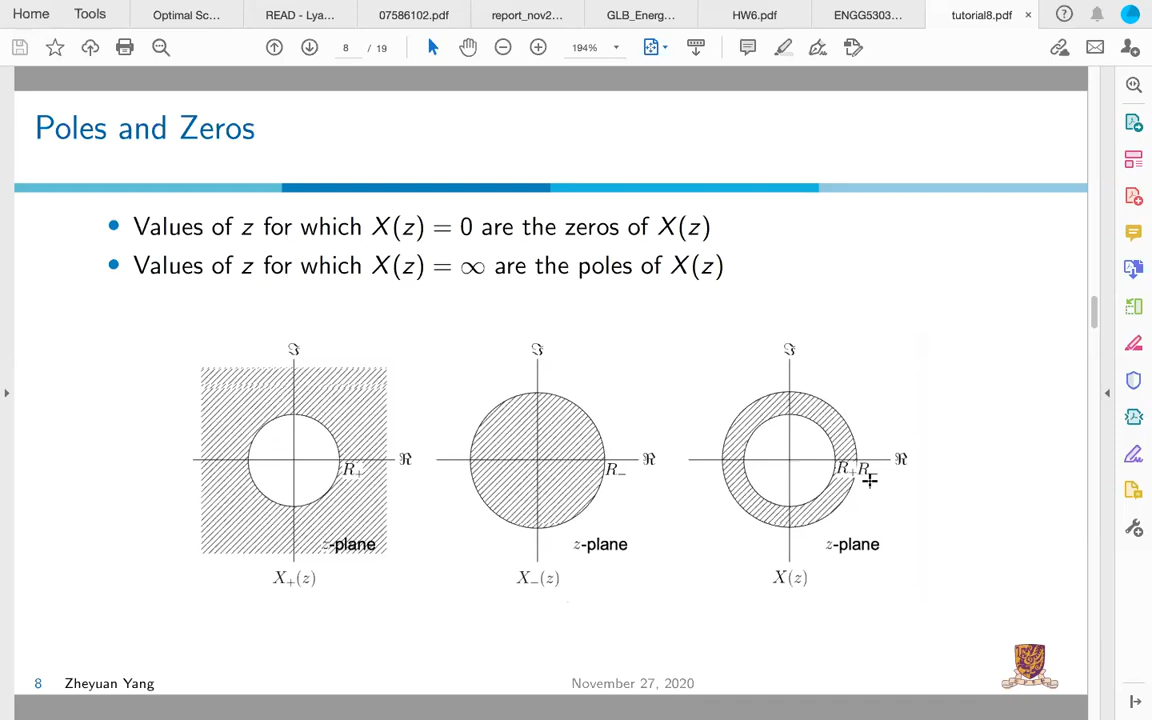 Home Tools Optimal Sc... READ - Lya... 07586102.pdf report_nov2... GLB_Energ... HW6.pdf ENGG5303... tutorial8.pdf ×
8 / 19 194%
Poles and Zeros
• Values of z for which X(z) = 0 are the zeros of X(z)
• Values of z for which X(z) = ∞ are the poles of X(z)
ℑ ℑ ℑ
ℜ ℜ ℜ
R₊ R₋ R₊ R₋
z-plane z-plane z-plane
X₊(z) X₋(z) X(z)
8 Zheyuan Yang November 27, 2020